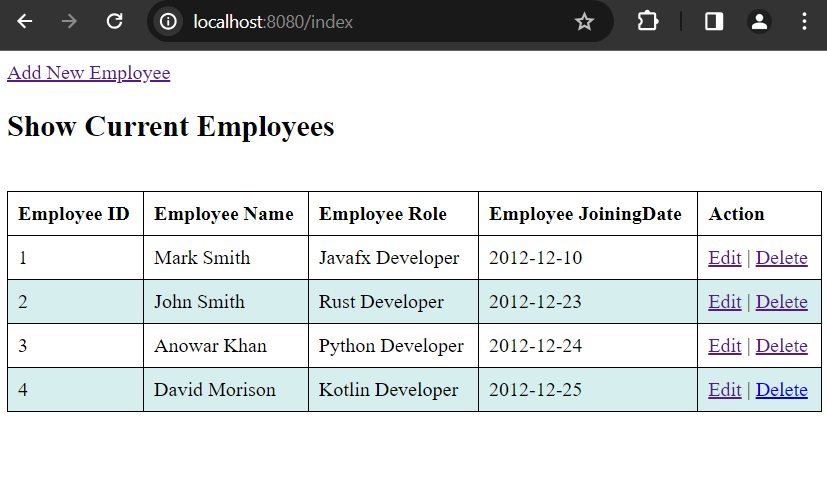 localhost:8080/index
Add New Employee
Show Current Employees
Employee ID Employee Name Employee Role Employee JoiningDate Action
1 Mark Smith Javafx Developer 2012-12-10 Edit | Delete
2 John Smith Rust Developer 2012-12-23 Edit | Delete
3 Anowar Khan Python Developer 2012-12-24 Edit | Delete
4 David Morison Kotlin Developer 2012-12-25 Edit | Delete